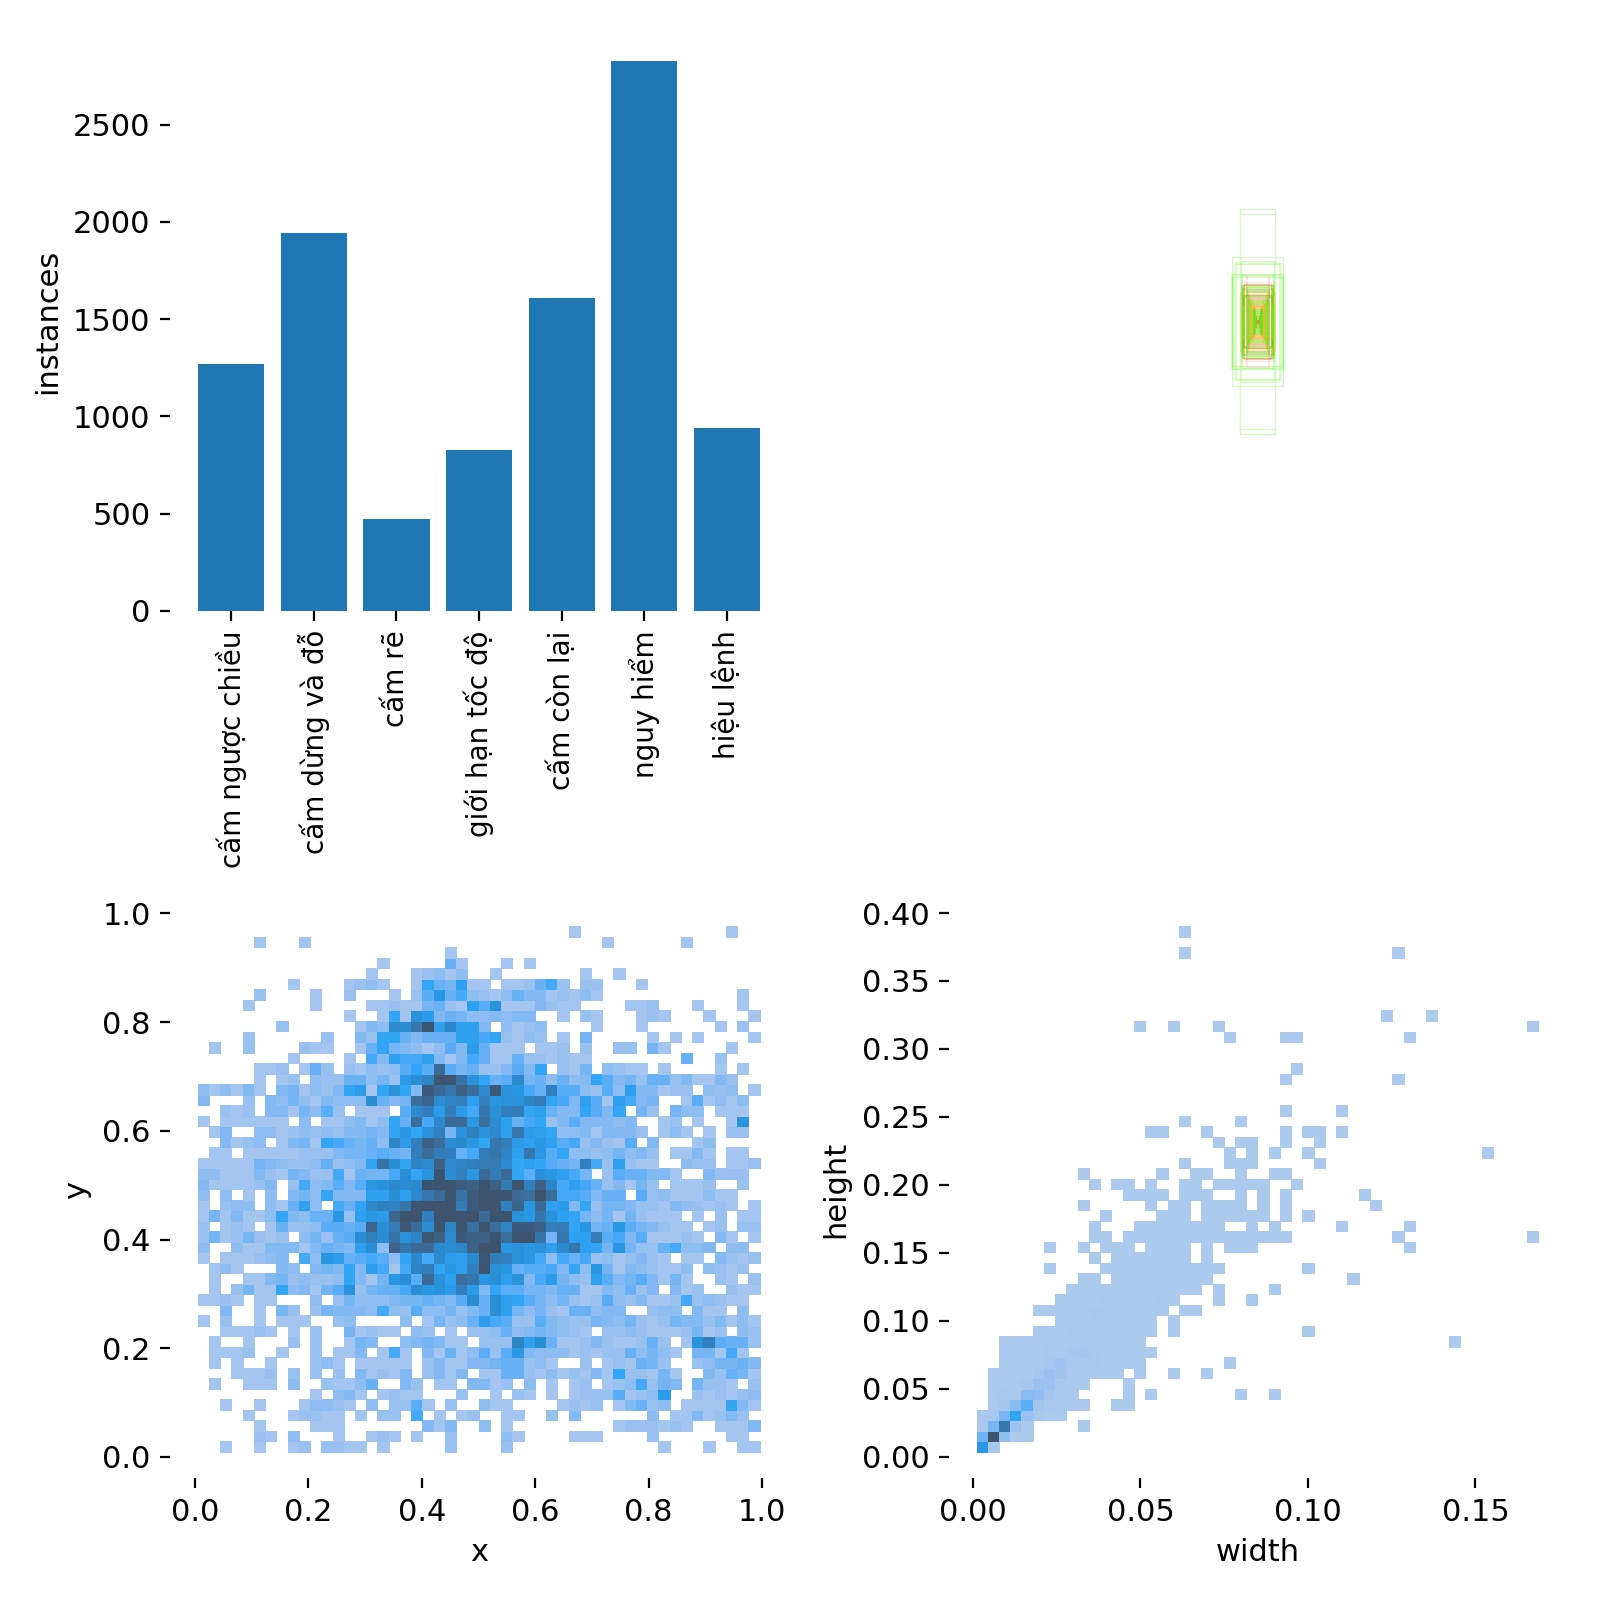 2500
2000
1500
1000
500
0
instances
cấm ngược chiều
cấm dừng và đỗ
cấm rẽ
giới hạn tốc độ
cấm còn lại
nguy hiểm
hiệu lệnh
1.0
0.8
0.6
0.4
0.2
0.0
y
0.0 0.2 0.4 0.6 0.8 1.0
x
0.40
0.35
0.30
0.25
0.20
0.15
0.10
0.05
0.00
height
0.00 0.05 0.10 0.15
width